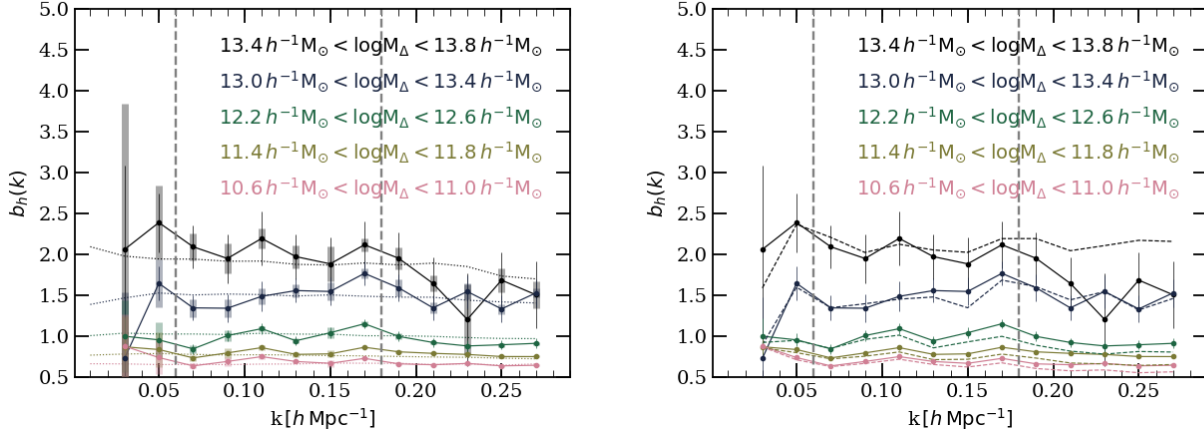 5.0
4.5
4.0
3.5
3.0
2.5
2.0
1.5
1.0
0.5
b_h(k)
13.4 h⁻¹M⊙ < logM_Δ < 13.8 h⁻¹M⊙
13.0 h⁻¹M⊙ < logM_Δ < 13.4 h⁻¹M⊙
12.2 h⁻¹M⊙ < logM_Δ < 12.6 h⁻¹M⊙
11.4 h⁻¹M⊙ < logM_Δ < 11.8 h⁻¹M⊙
10.6 h⁻¹M⊙ < logM_Δ < 11.0 h⁻¹M⊙
0.05 0.10 0.15 0.20 0.25
k [h Mpc⁻¹]
5.0
4.5
4.0
3.5
3.0
2.5
2.0
1.5
1.0
0.5
b_h(k)
13.4 h⁻¹M⊙ < logM_Δ < 13.8 h⁻¹M⊙
13.0 h⁻¹M⊙ < logM_Δ < 13.4 h⁻¹M⊙
12.2 h⁻¹M⊙ < logM_Δ < 12.6 h⁻¹M⊙
11.4 h⁻¹M⊙ < logM_Δ < 11.8 h⁻¹M⊙
10.6 h⁻¹M⊙ < logM_Δ < 11.0 h⁻¹M⊙
0.05 0.10 0.15 0.20 0.25
k [h Mpc⁻¹]